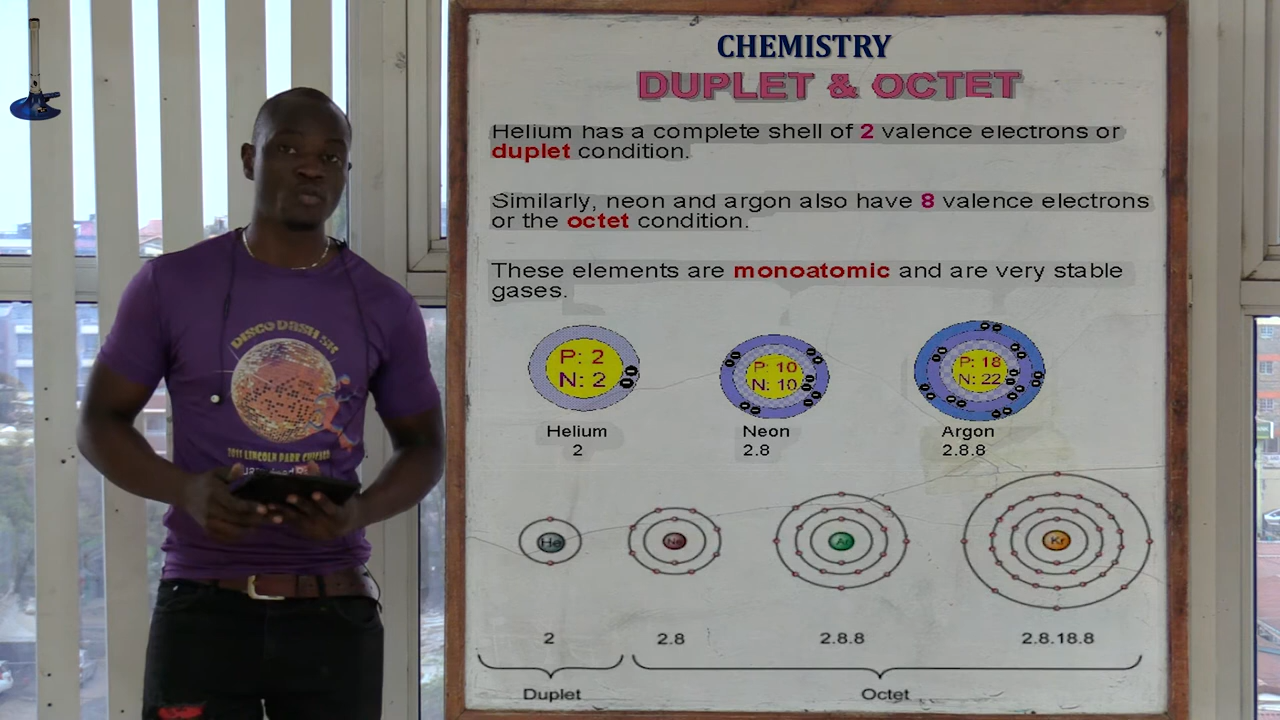 CHEMISTRY
DUPLET & OCTET
Helium has a complete shell of 2 valence electrons or
duplet condition.
Similarly, neon and argon also have 8 valence electrons
or the octet condition.
These elements are monoatomic and are very stable
gases.
P: 2
N: 2
P: 10
N: 10
P: 18
N: 22
Helium
2
Neon
2.8
Argon
2.8.8
He
Ne
Ar
Kr
2
2.8
2.8.8
2.8.18.8
Duplet
Octet
DISCO DASH 5K
2011 LINCOLN PARK CHICAGO